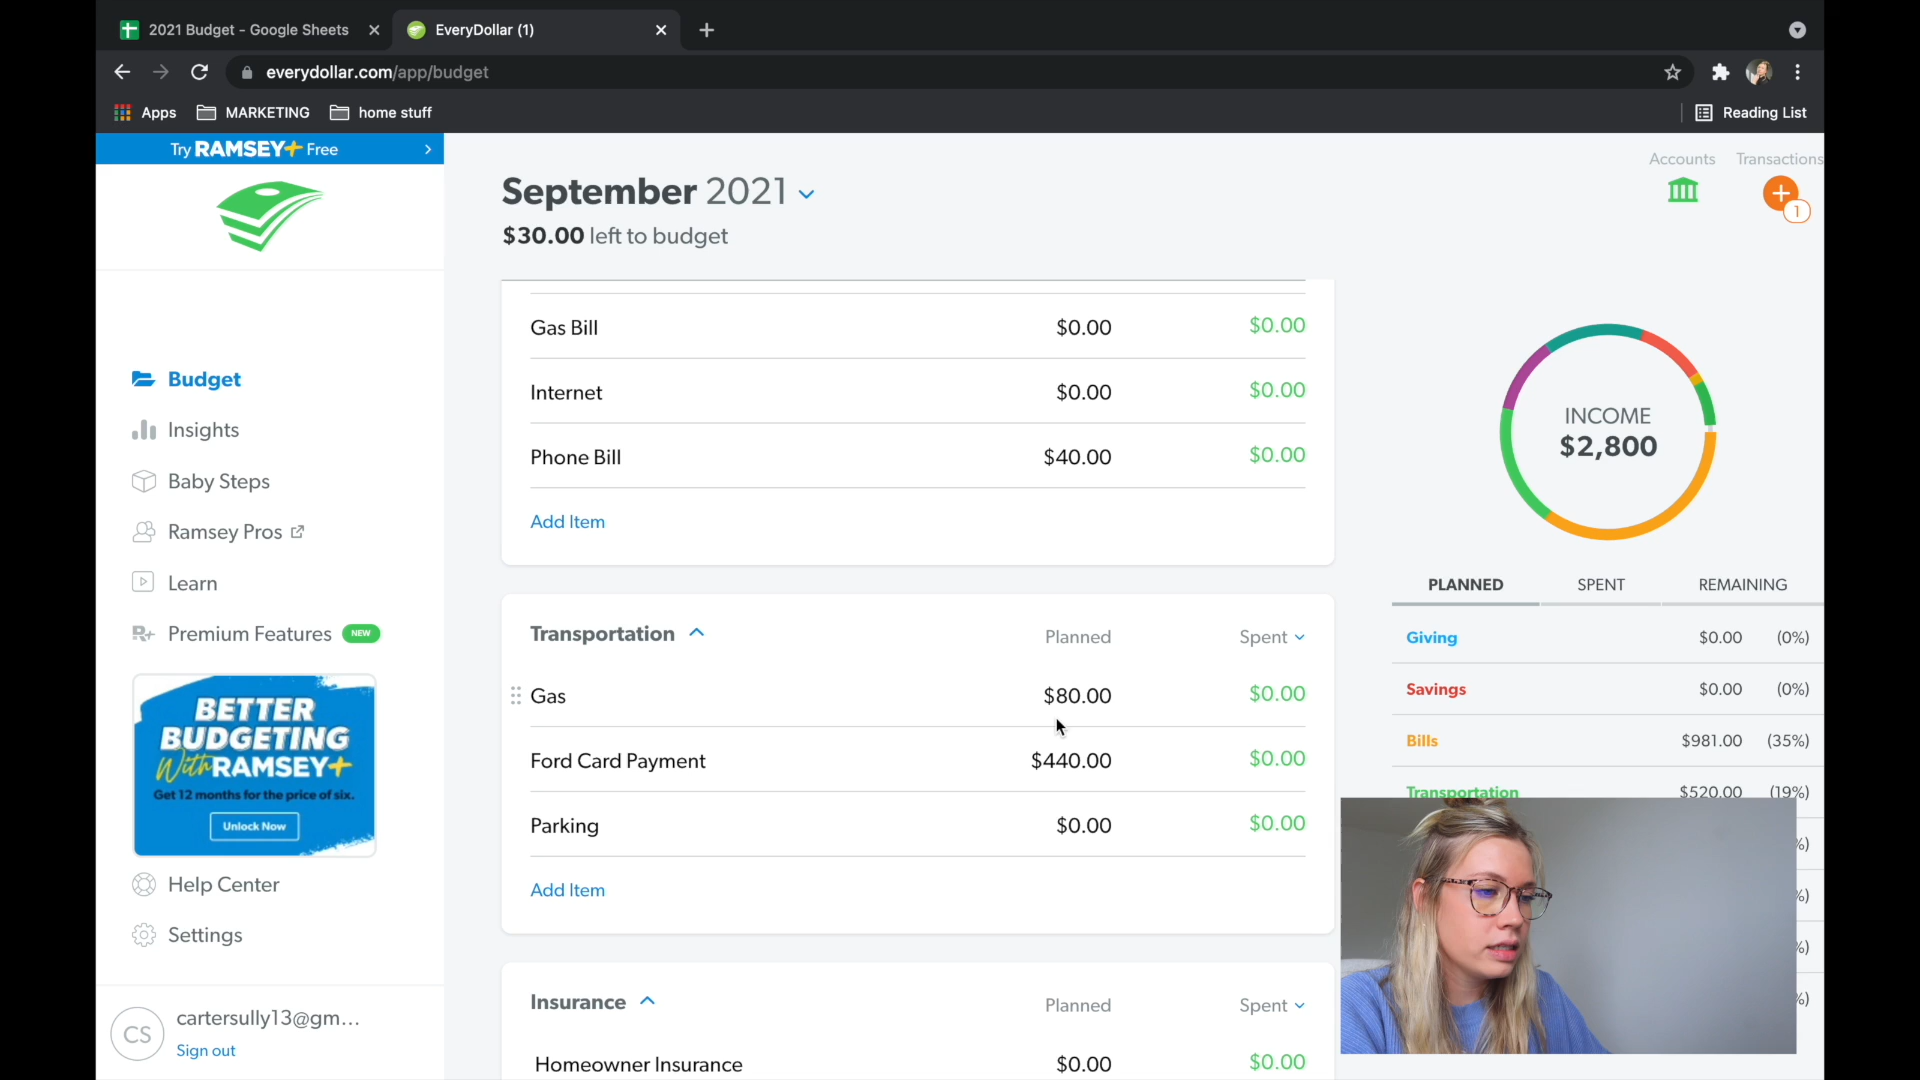 2021 Budget - Google Sheets
EveryDollar (1)
everydollar.com/app/budget
Apps
MARKETING
home stuff
Reading List
Try RAMSEY+ Free
September 2021
$30.00 left to budget
Accounts
Transactions
1
Budget
Insights
Baby Steps
Ramsey Pros
Learn
R+ Premium Features NEW
BETTER
BUDGETING
With RAMSEY+
Get 12 months for the price of six.
Unlock Now
Help Center
Settings
CS
cartersully13@gm...
Sign out
Gas Bill $0.00 $0.00
Internet $0.00 $0.00
Phone Bill $40.00 $0.00
Add Item
Transportation Planned Spent
Gas $80.00 $0.00
Ford Card Payment $440.00 $0.00
Parking $0.00 $0.00
Add Item
Insurance Planned Spent
Homeowner Insurance $0.00 $0.00
INCOME
$2,800
PLANNED SPENT REMAINING
Giving $0.00 (0%)
Savings $0.00 (0%)
Bills $981.00 (35%)
Transportation $520.00 (19%)
%)
%)
%)
%)